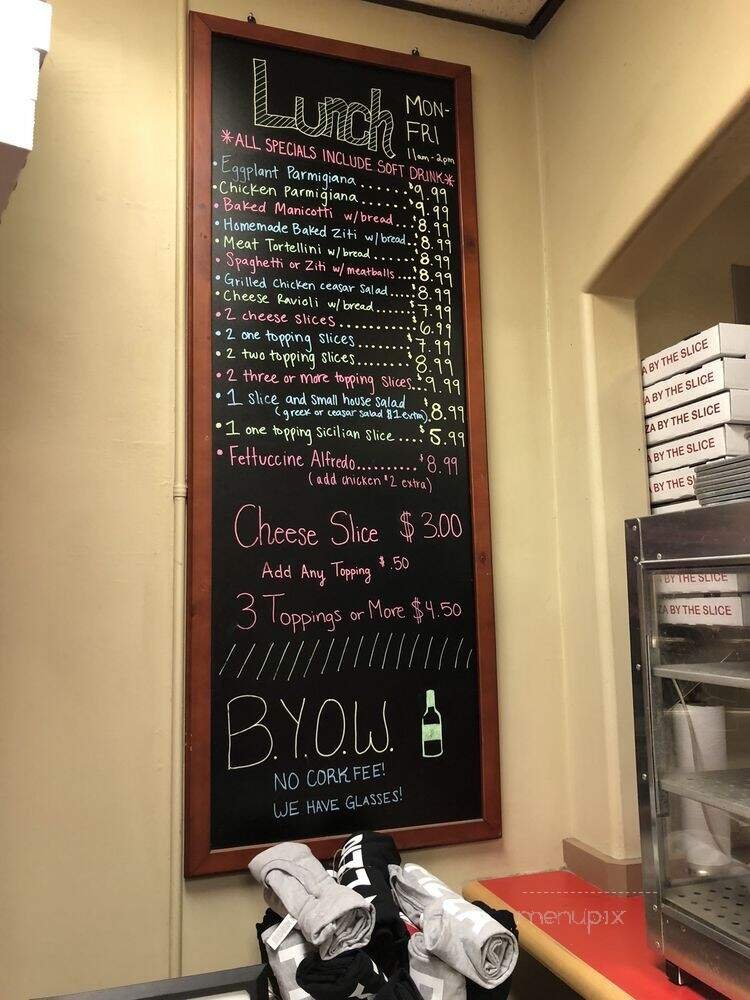 Lunch MON-
FRI
11am-2pm
*ALL SPECIALS INCLUDE SOFT DRINK*
• Eggplant Parmigiana ...... $9.99
• Chicken Parmigiana ...... $9.99
• Baked Manicotti w/bread ... $8.99
• Homemade Baked Ziti w/bread .. $8.99
• Meat Tortellini w/bread ..... $8.99
• Spaghetti or Ziti w/meatballs ... $8.99
• Grilled Chicken ceasar salad .... $8.99
• Cheese Ravioli w/bread .... $7.99
• 2 cheese slices .......... $6.99
• 2 one topping slices ....... $7.99
• 2 two topping slices ....... $8.99
• 2 three or more topping slices .. $9.99
• 1 slice and small house salad
(greek or ceasar salad $1 extra). $8.99
• 1 one topping sicilian slice .... $5.99
• Fettuccine Alfredo.......... $8.99
(add chicken $2 extra)
Cheese Slice $3.00
Add Any Topping $.50
3 Toppings or More $4.50
B.Y.O.W.
NO CORK FEE!
WE HAVE GLASSES!
A BY THE SLICE
A BY THE SLICE
ZA BY THE SLICE
A BY THE SLICE
BY THE SL
BY THE SLICE
ZA BY THE SLICE
menupix